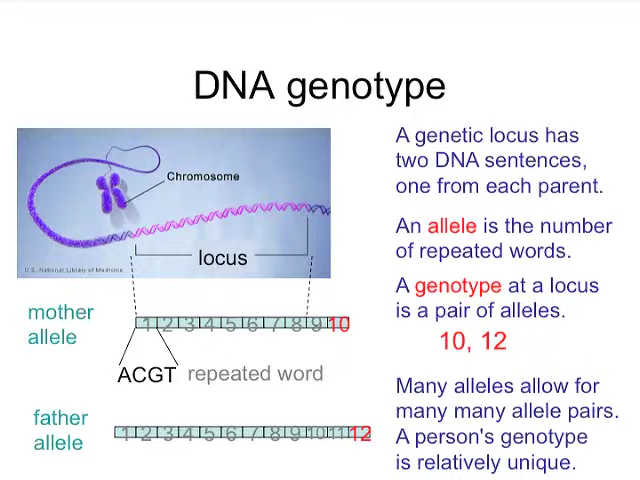 DNA genotype
Chromosome
locus
U.S. National Library of Medicine
A genetic locus has
two DNA sentences,
one from each parent.
An allele is the number
of repeated words.
A genotype at a locus
is a pair of alleles.
10, 12
Many alleles allow for
many many allele pairs.
A person's genotype
is relatively unique.
mother
allele
1 2 3 4 5 6 7 8 9 10
ACGT repeated word
father
allele
1 2 3 4 5 6 7 8 9 10 11 12